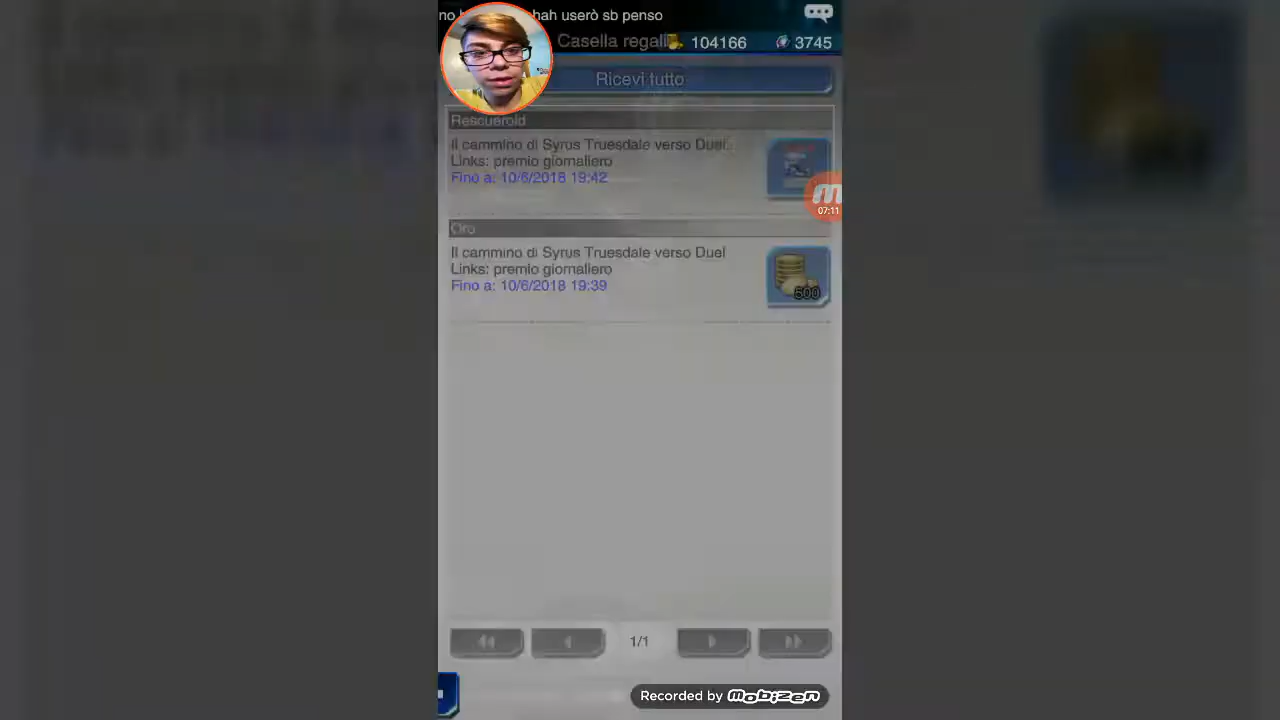 hah userò sb penso
Casella regali
104166
3745
Ricevi tutto
Rescueroid
Il cammino di Syrus Truesdale verso Duel
Links: premio giornaliero
Fino a: 10/6/2018 19:42
07:11
Oro
Il cammino di Syrus Truesdale verso Duel
Links: premio giornaliero
Fino a: 10/6/2018 19:39
500
1/1
Recorded by mobizen